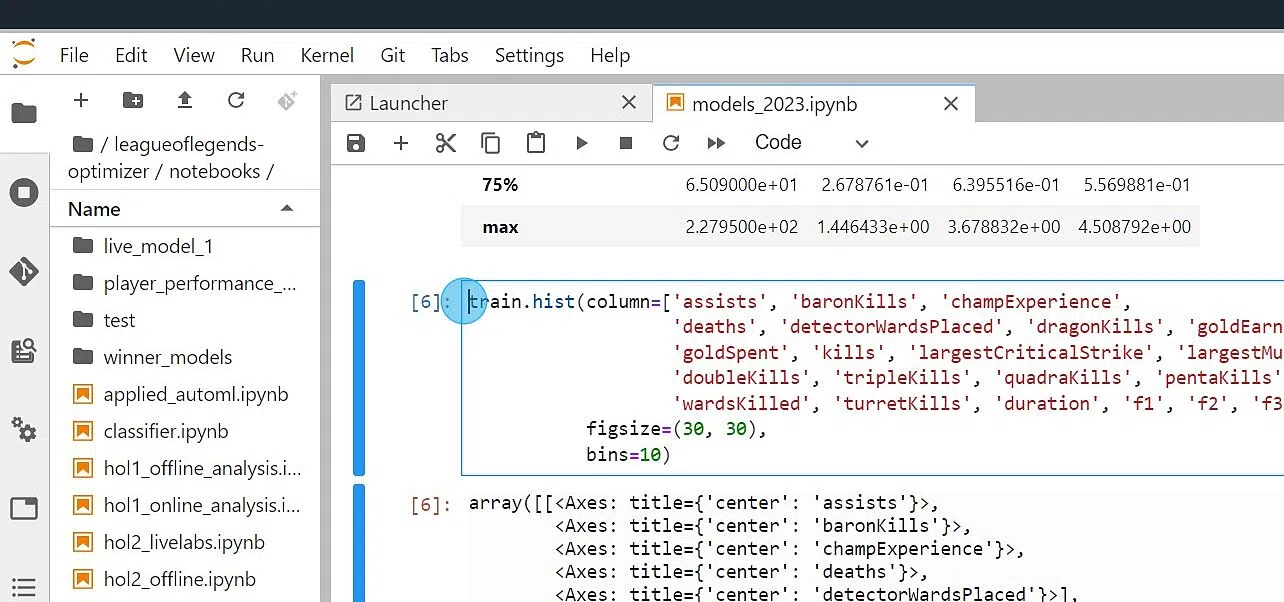 File Edit View Run Kernel Git Tabs Settings Help
Launcher
models_2023.ipynb
/ leagueoflegends-
optimizer / notebooks /
Name
live_model_1
player_performance_...
test
winner_models
applied_automl.ipynb
classifier.ipynb
hol1_offline_analysis.i...
hol1_online_analysis.i...
hol2_livelabs.ipynb
hol2_offline.ipynb
Code
75% 6.509000e+01 2.678761e-01 6.395516e-01 5.569881e-01
max 2.279500e+02 1.446433e+00 3.678832e+00 4.508792e+00
[6]: train.hist(column=['assists', 'baronKills', 'champExperience',
'deaths', 'detectorWardsPlaced', 'dragonKills', 'goldEarn
'goldSpent', 'kills', 'largestCriticalStrike', 'largestMu
'doubleKills', 'tripleKills', 'quadraKills', 'pentaKills'
'wardsKilled', 'turretKills', 'duration', 'f1', 'f2', 'f3
figsize=(30, 30),
bins=10)
[6]: array([[<Axes: title={'center': 'assists'}>,
<Axes: title={'center': 'baronKills'}>,
<Axes: title={'center': 'champExperience'}>,
<Axes: title={'center': 'deaths'}>,
<Axes: title={'center': 'detectorWardsPlaced'}>],